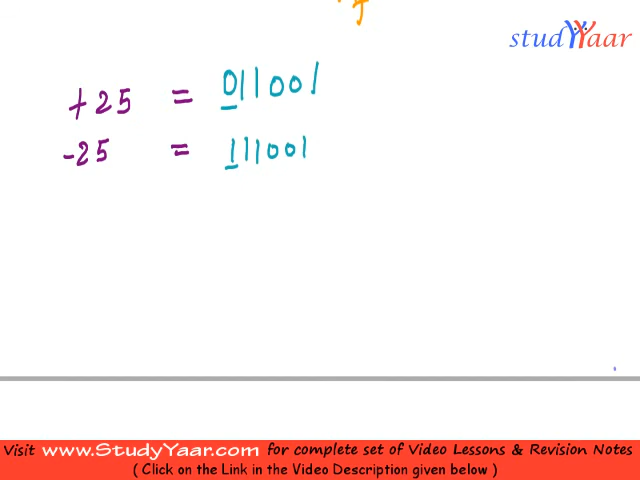 studYYaar
+25 = 011001
-25 = 111001
Visit www.StudyYaar.com for complete set of Video Lessons & Revision Notes
( Click on the Link in the Video Description given below )